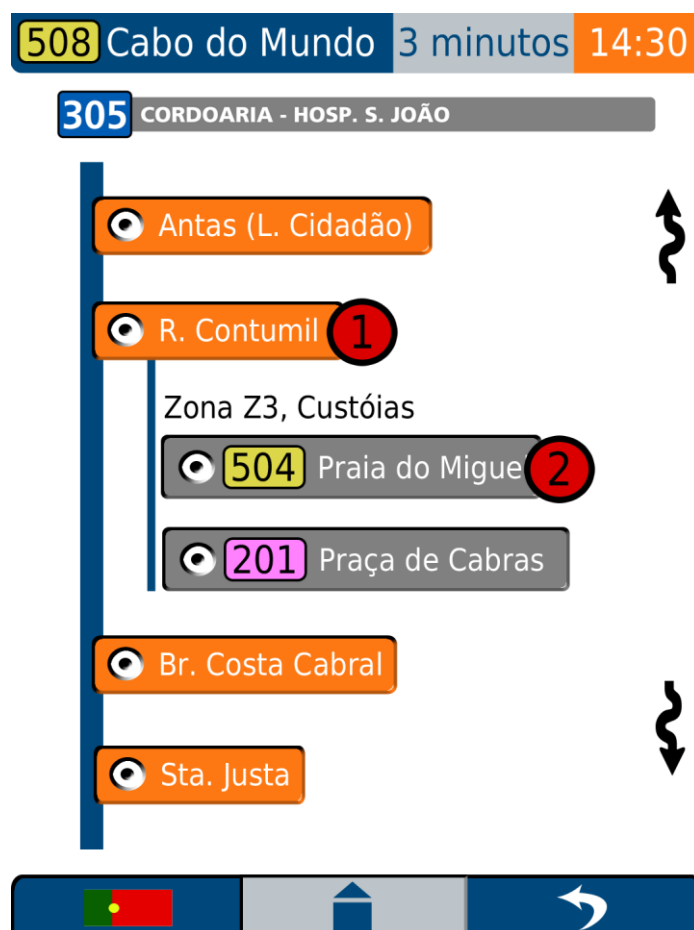 508 Cabo do Mundo 3 minutos 14:30
305 CORDOARIA - HOSP. S. JOÃO
Antas (L. Cidadão)
R. Contumil 1
Zona Z3, Custóias
504 Praia do Migue 2
201 Praça de Cabras
Br. Costa Cabral
Sta. Justa